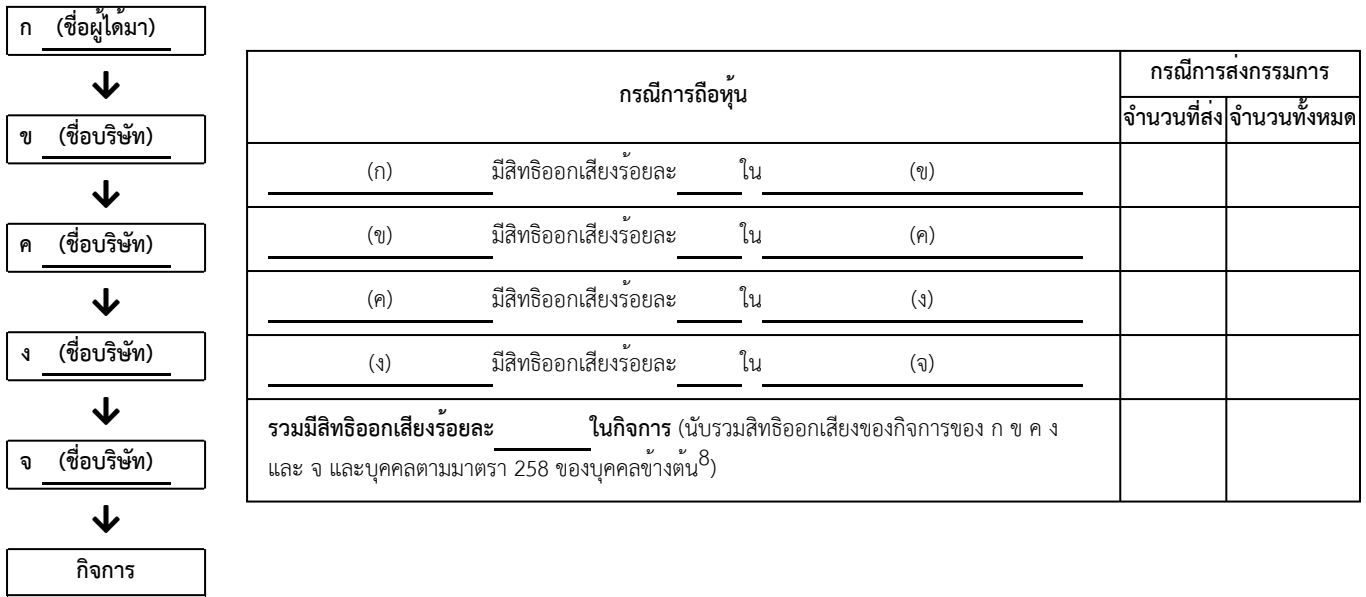 ก (ชื่อผู้ได้มา)
ข (ชื่อบริษัท)
ค (ชื่อบริษัท)
ง (ชื่อบริษัท)
จ (ชื่อบริษัท)
กิจการ
กรณีการถือหุ้น
กรณีการส่งกรรมการ
จำนวนที่ส่ง จำนวนทั้งหมด
(ก) มีสิทธิออกเสียงร้อยละ ใน (ข)
(ข) มีสิทธิออกเสียงร้อยละ ใน (ค)
(ค) มีสิทธิออกเสียงร้อยละ ใน (ง)
(ง) มีสิทธิออกเสียงร้อยละ ใน (จ)
รวมมีสิทธิออกเสียงร้อยละ ในกิจการ (นับรวมสิทธิออกเสียงของกิจการของ ก ข ค ง
และ จ และบุคคลตามมาตรา 258 ของบุคคลข้างต้น8)